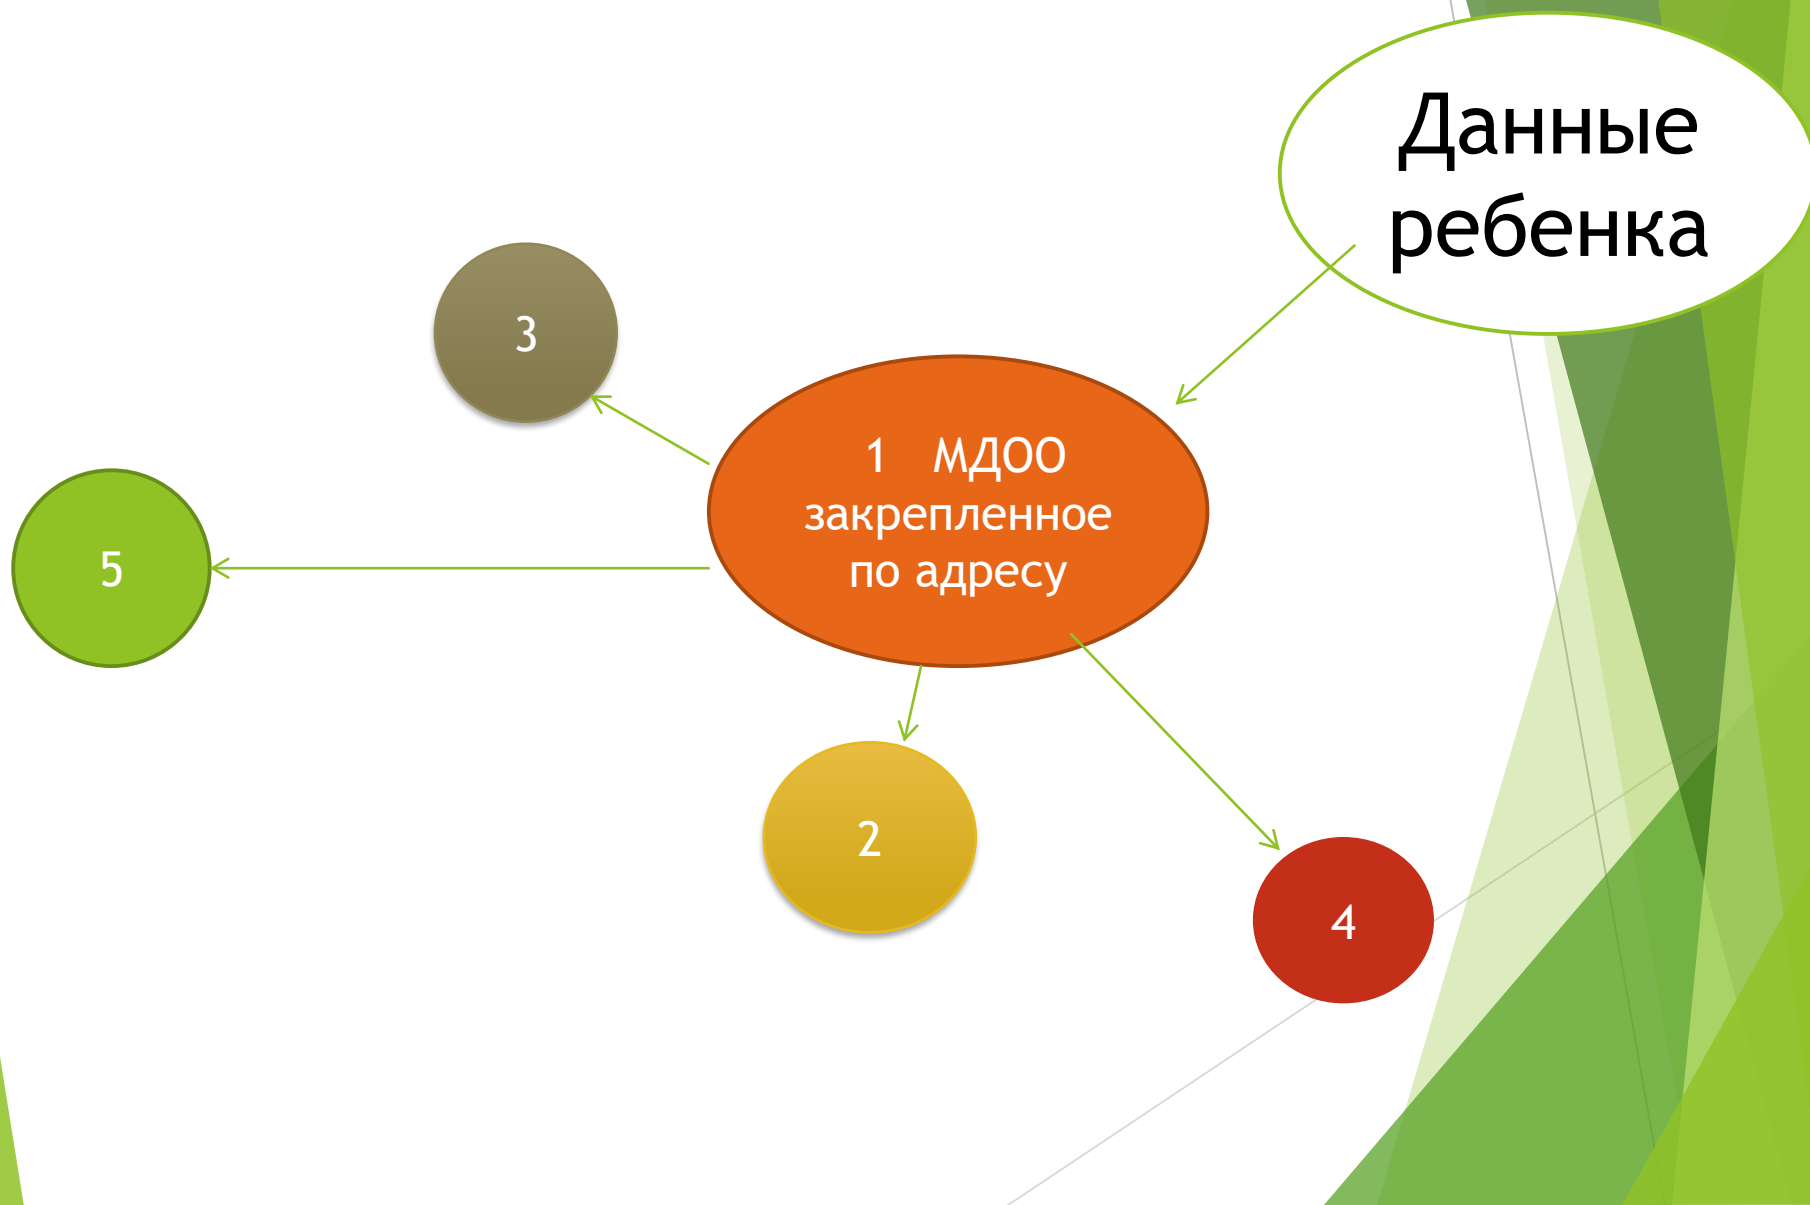 Данные
ребенка
3
1 МДОО
закрепленное
по адресу
5
2
4